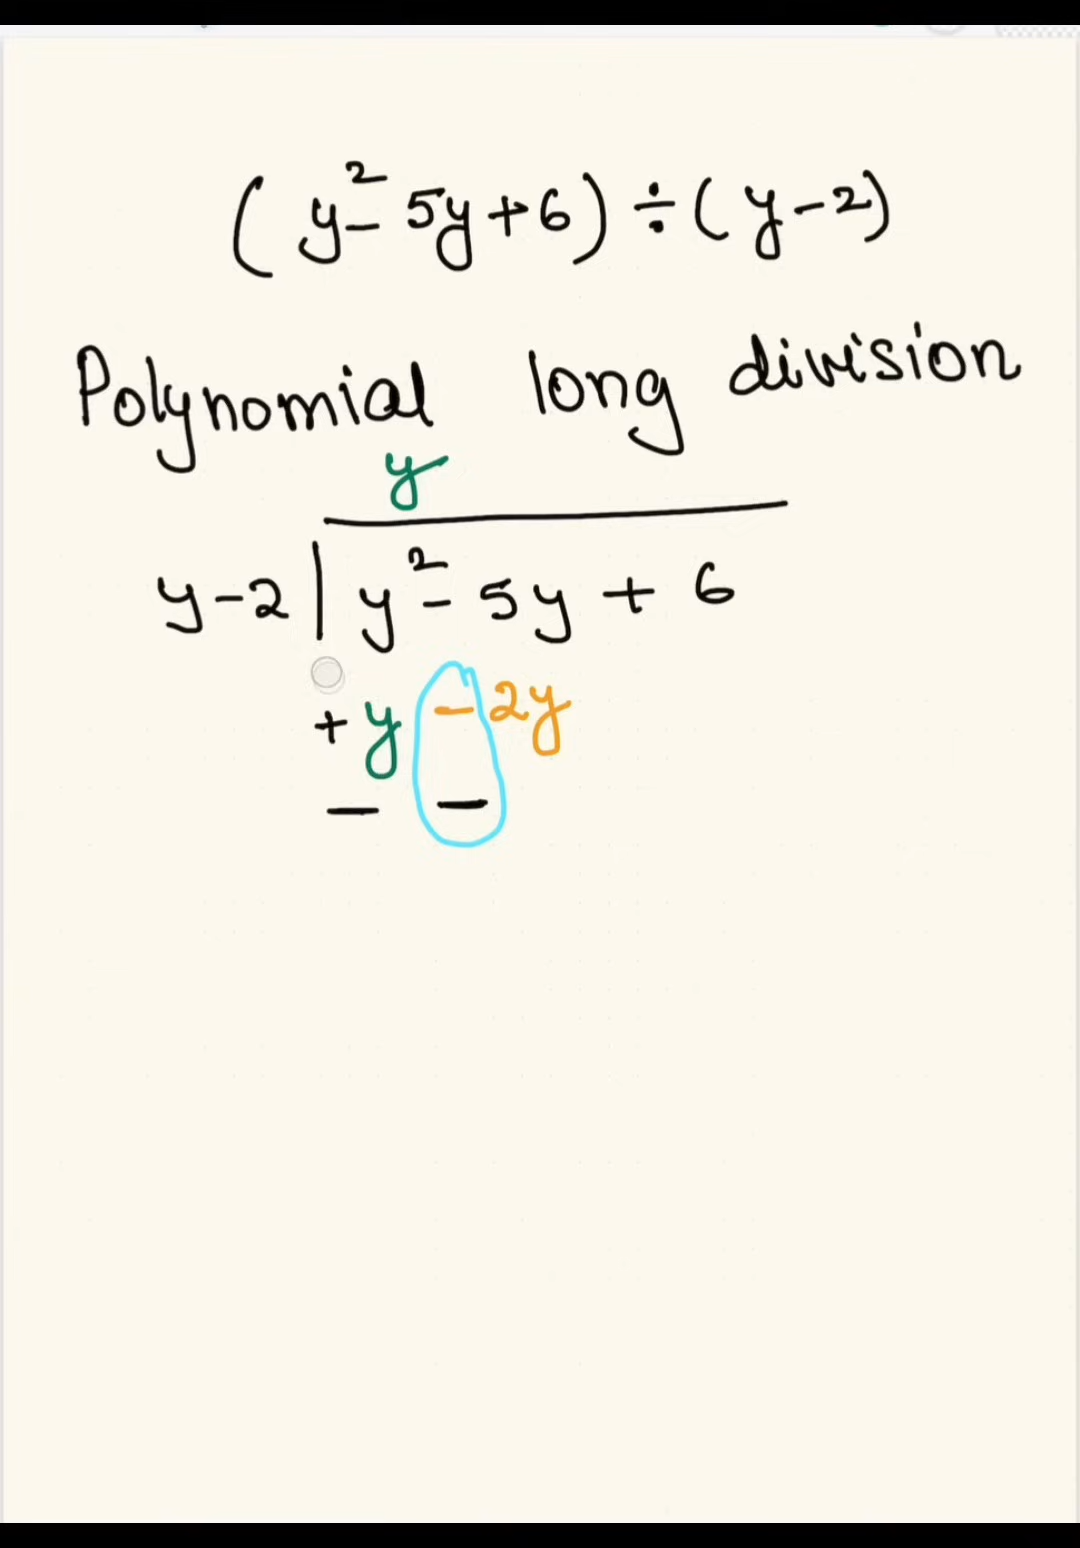 (y² - 5y + 6) ÷ (y - 2)
Polynomial long division
y
y - 2 | y² - 5y + 6
+ y - 2y
− −